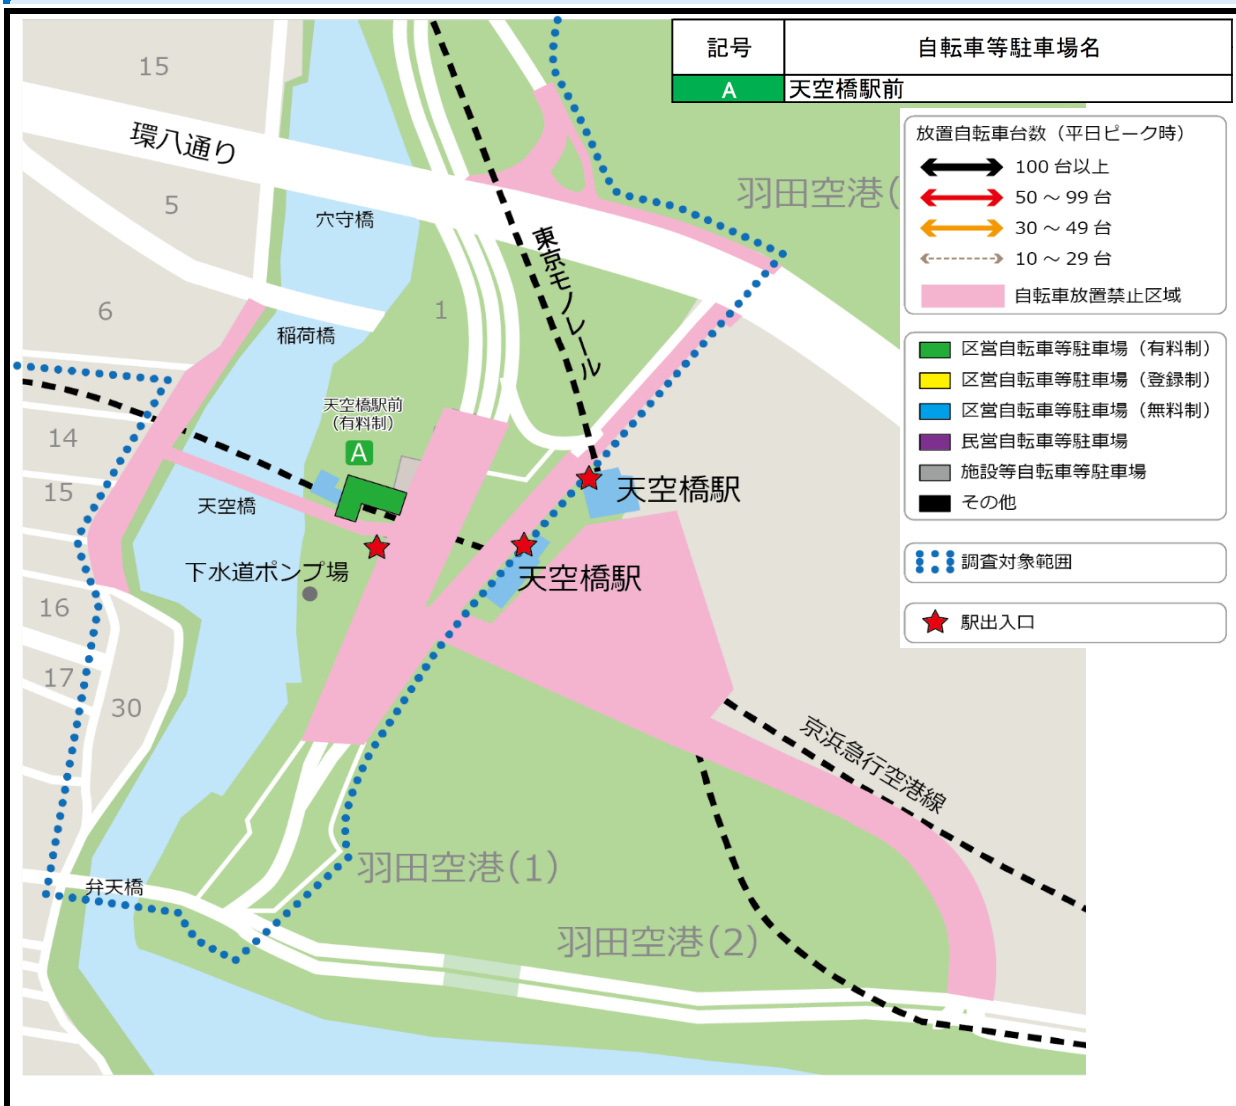 記号 自転車等駐車場名
A 天空橋駅前
放置自転車台数（平日ピーク時）
100 台以上
50 ～ 99 台
30 ～ 49 台
10 ～ 29 台
自転車放置禁止区域
区営自転車等駐車場（有料制）
区営自転車等駐車場（登録制）
区営自転車等駐車場（無料制）
民営自転車等駐車場
施設等自転車等駐車場
その他
調査対象範囲
駅出入口
15
環八通り
5
穴守橋
羽田空港(
東京モノレール
6
1
稲荷橋
天空橋駅前
（有料制）
A
14
15
天空橋
天空橋駅
天空橋駅
下水道ポンプ場
16
17
30
京浜急行空港線
羽田空港(1)
弁天橋
羽田空港(2)